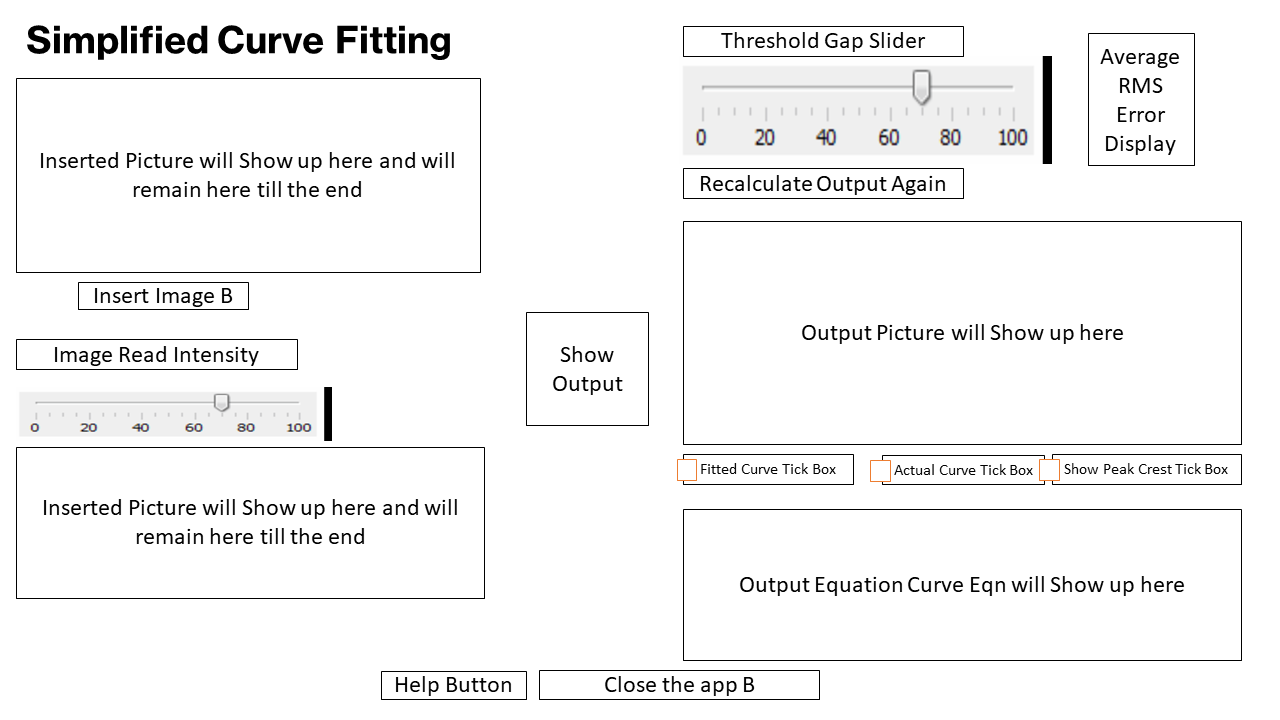 Simplified Curve Fitting
Inserted Picture will Show up here and will
remain here till the end
Insert Image B
Image Read Intensity
0 20 40 60 80 100
Inserted Picture will Show up here and will
remain here till the end
Show
Output
Threshold Gap Slider
0 20 40 60 80 100
Recalculate Output Again
Average
RMS
Error
Display
Output Picture will Show up here
Fitted Curve Tick Box
Actual Curve Tick Box
Show Peak Crest Tick Box
Output Equation Curve Eqn will Show up here
Help Button
Close the app B